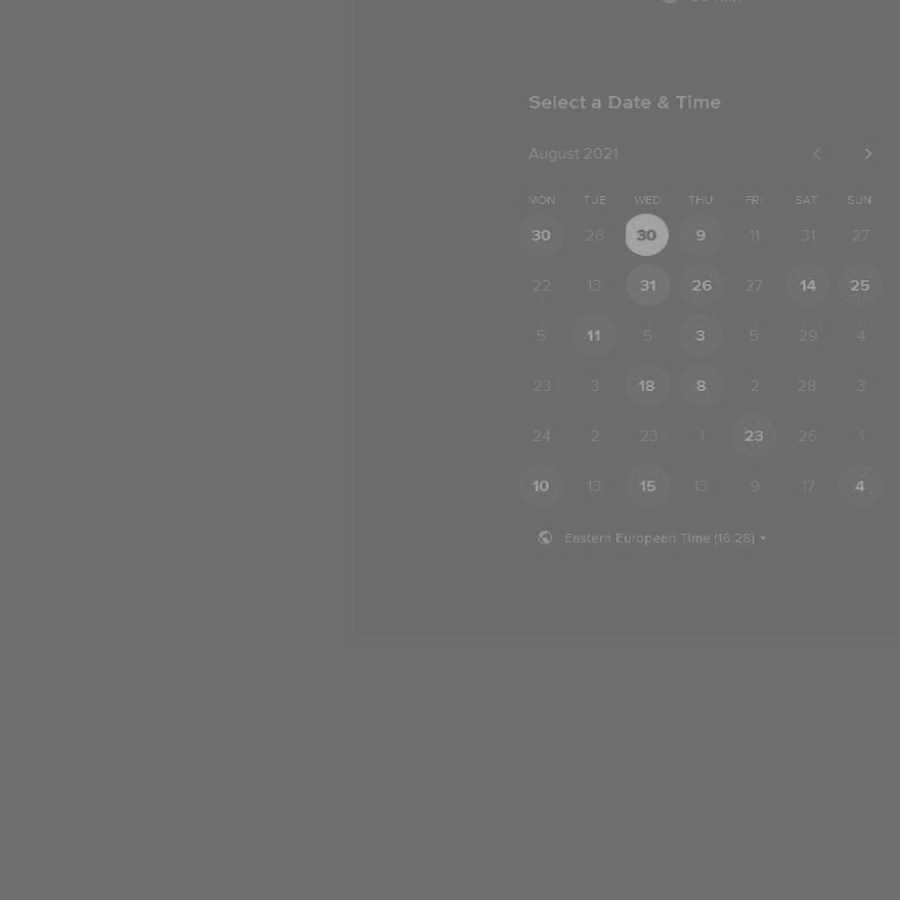 Select a Date & Time
August 2021
MON TUE WED THU FRI SAT SUN
30 26 30 9 11 31 27
22 13 31 26 27 14 25
5 11 5 3 5 29 4
23 3 18 8 2 28 3
24 2 23 1 23 26 1
10 13 15 13 9 17 4
Eastern European Time (16:28)